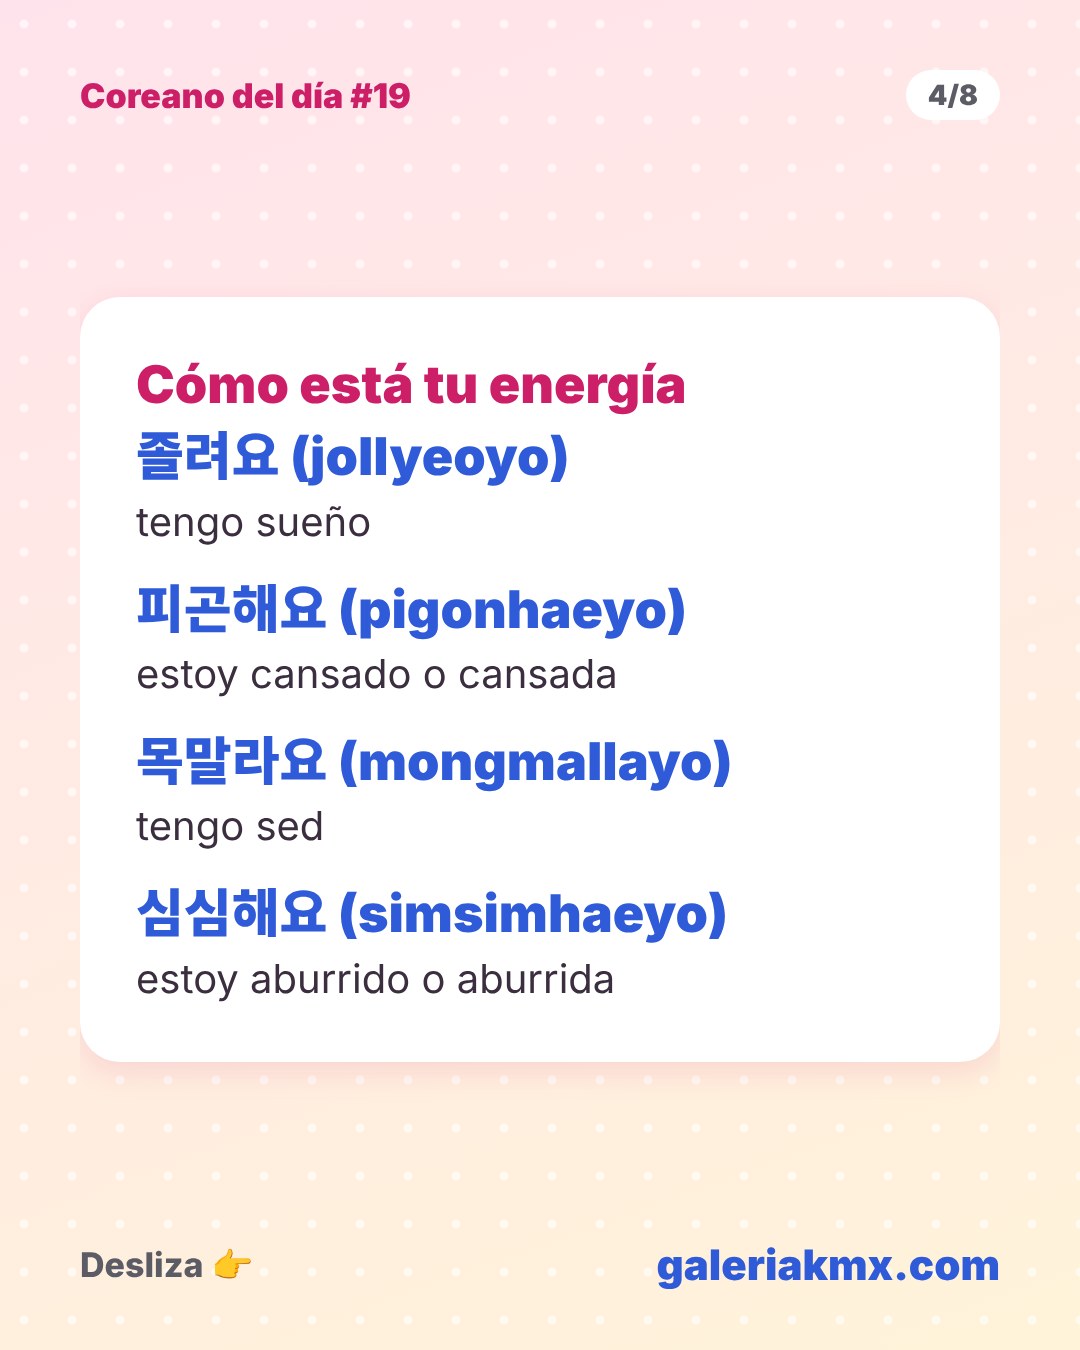 Coreano del día #19
4/8
Cómo está tu energía
졸려요 (jollyeoyo)
tengo sueño
피곤해요 (pigonhaeyo)
estoy cansado o cansada
목말라요 (mongmallayo)
tengo sed
심심해요 (simsimhaeyo)
estoy aburrido o aburrida
Desliza 👉
galeriakmx.com